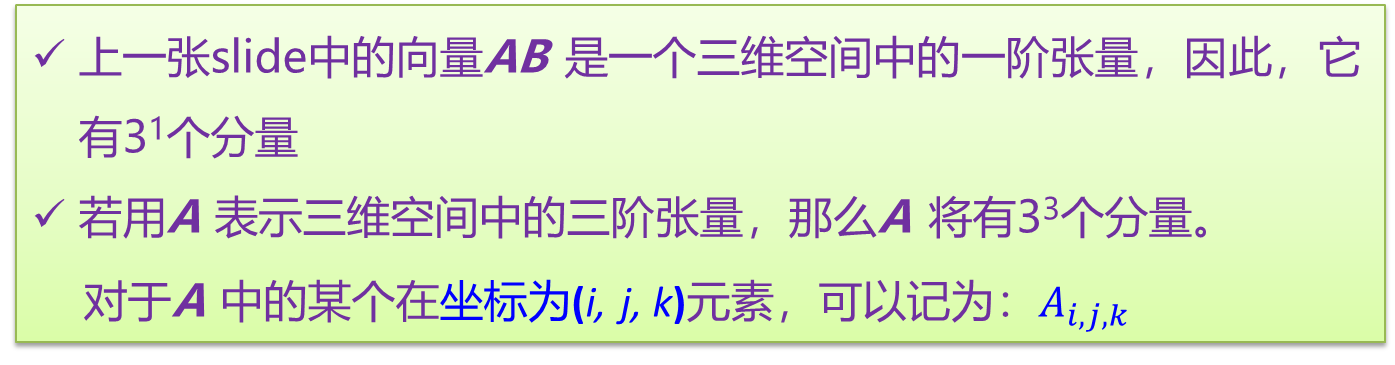 ✓ 上一张slide中的向量AB 是一个三维空间中的一阶张量，因此，它
有3¹个分量
✓ 若用A 表示三维空间中的三阶张量，那么A 将有3³个分量。
对于A 中的某个在坐标为(i, j, k)元素，可以记为：A_{i,j,k}